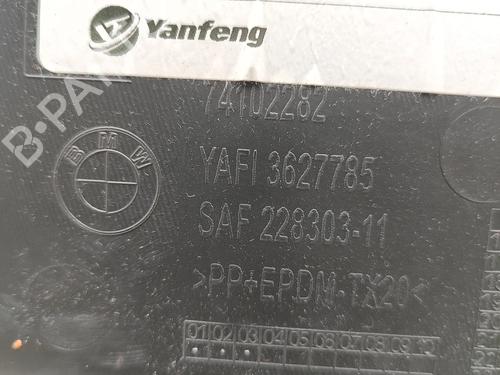 Yanfeng
74102282
B-PARTS
BMW
YAFI 3627785
SAF 228303-11
>PP+EPDM-TX20<
01 02 03 04 05 06 07 08 09 10